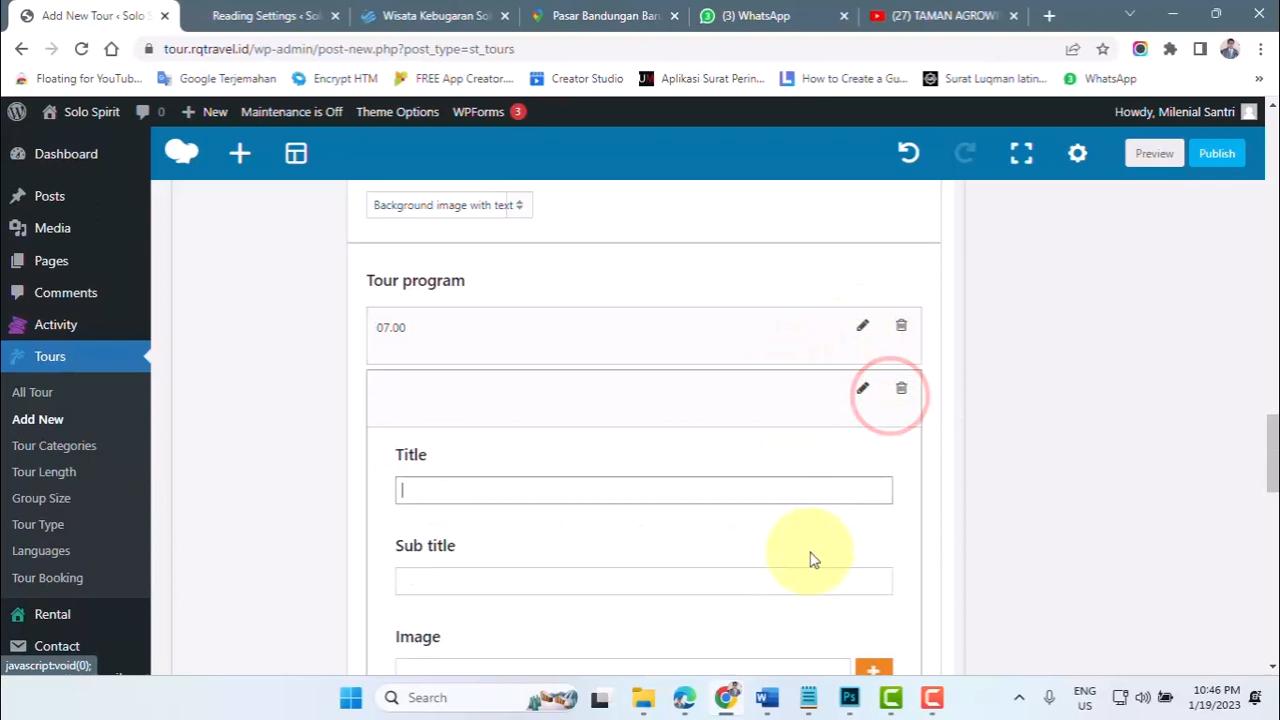 Add New Tour ‹ Solo S
Reading Settings ‹ Sol
Wisata Kebugaran Sol
Pasar Bandungan Baru
(3) WhatsApp
(27) TAMAN AGROW
tour.rqtravel.id/wp-admin/post-new.php?post_type=st_tours
Floating for YouTub...
Google Terjemahan
Encrypt HTM
FREE App Creator....
Creator Studio
Aplikasi Surat Perin...
How to Create a Gu...
Surat Luqman latin...
WhatsApp
»
Solo Spirit
0
New
Maintenance is Off
Theme Options
WPForms
3
Howdy, Milenial Santri
Dashboard
Preview
Publish
Posts
Media
Pages
Comments
Activity
Tours
All Tour
Add New
Tour Categories
Tour Length
Group Size
Tour Type
Languages
Tour Booking
Rental
Contact
javascript:void(0);
Background image with text
Tour program
07.00
Title
Sub title
Image
Search
ENG
US
10:46 PM
1/19/2023